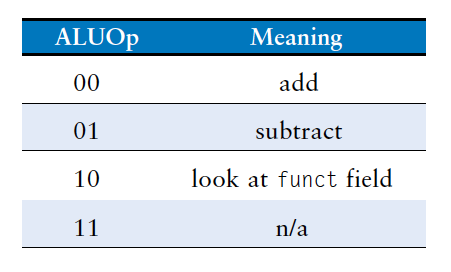 ALUOp Meaning
00 add
01 subtract
10 look at funct field
11 n/a